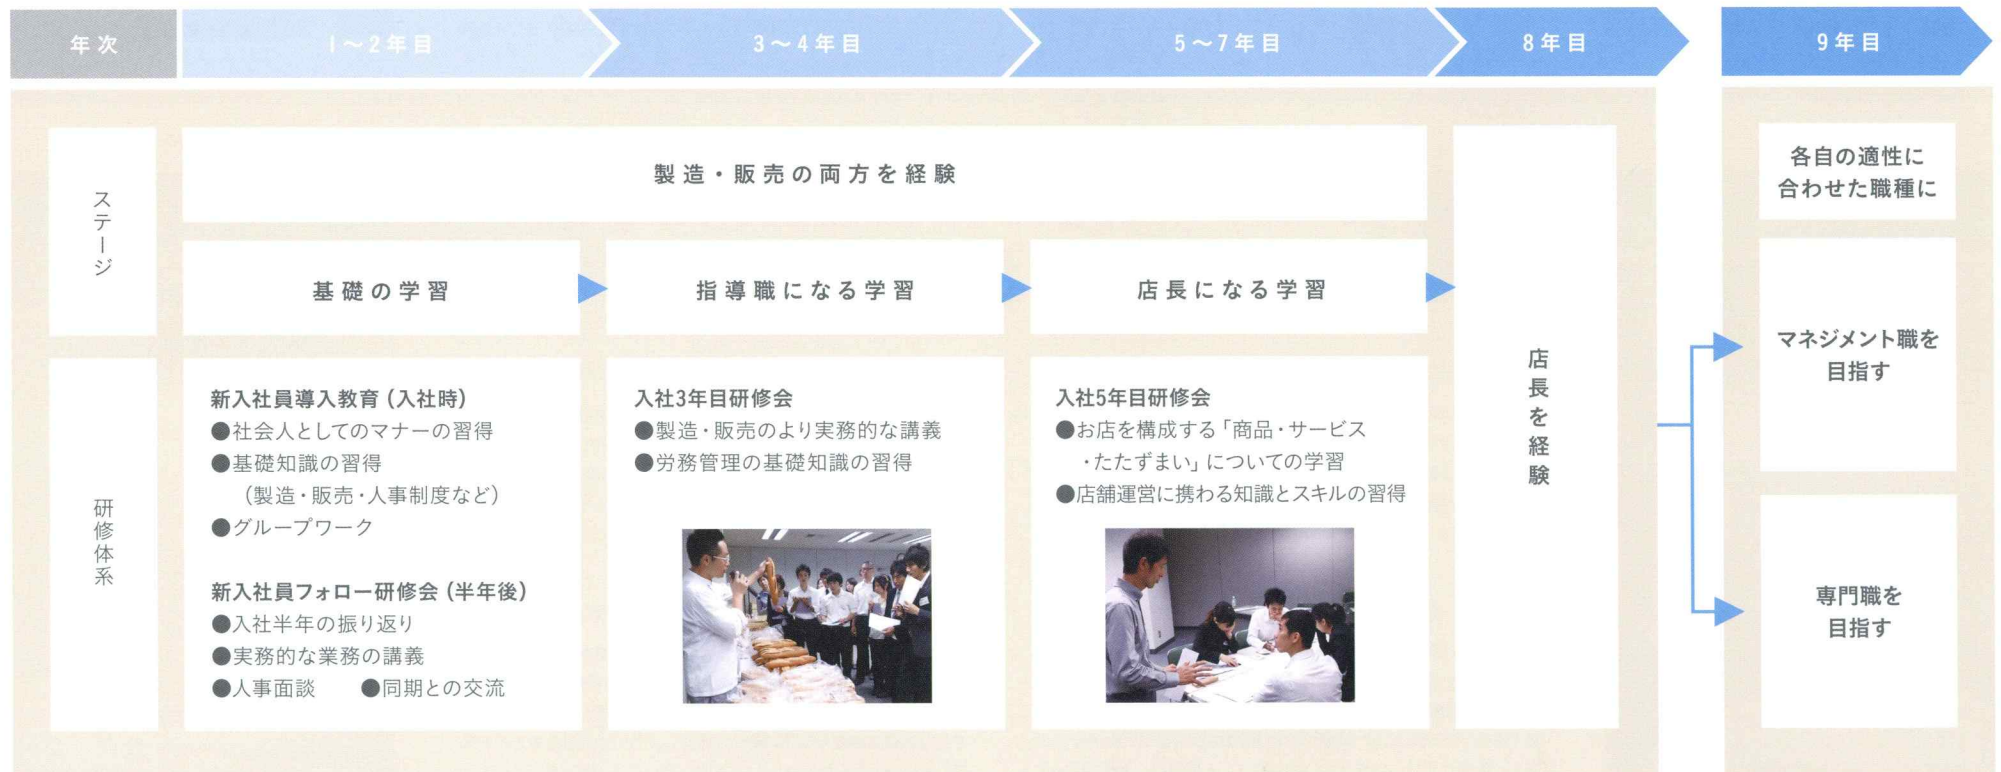 年次
1～2年目
3～4年目
5～7年目
8年目
9年目
ステージ
製造・販売の両方を経験
基礎の学習
指導職になる学習
店長になる学習
研修体系
新入社員導入教育（入社時）
●社会人としてのマナーの習得
●基礎知識の習得
（製造・販売・人事制度など）
●グループワーク
新入社員フォロー研修会（半年後）
●入社半年の振り返り
●実務的な業務の講義
●人事面談　●同期との交流
入社3年目研修会
●製造・販売のより実務的な講義
●労務管理の基礎知識の習得
入社5年目研修会
●お店を構成する「商品・サービス
・たたずまい」についての学習
●店舗運営に携わる知識とスキルの習得
店長を経験
各自の適性に
合わせた職種に
マネジメント職を
目指す
専門職を
目指す